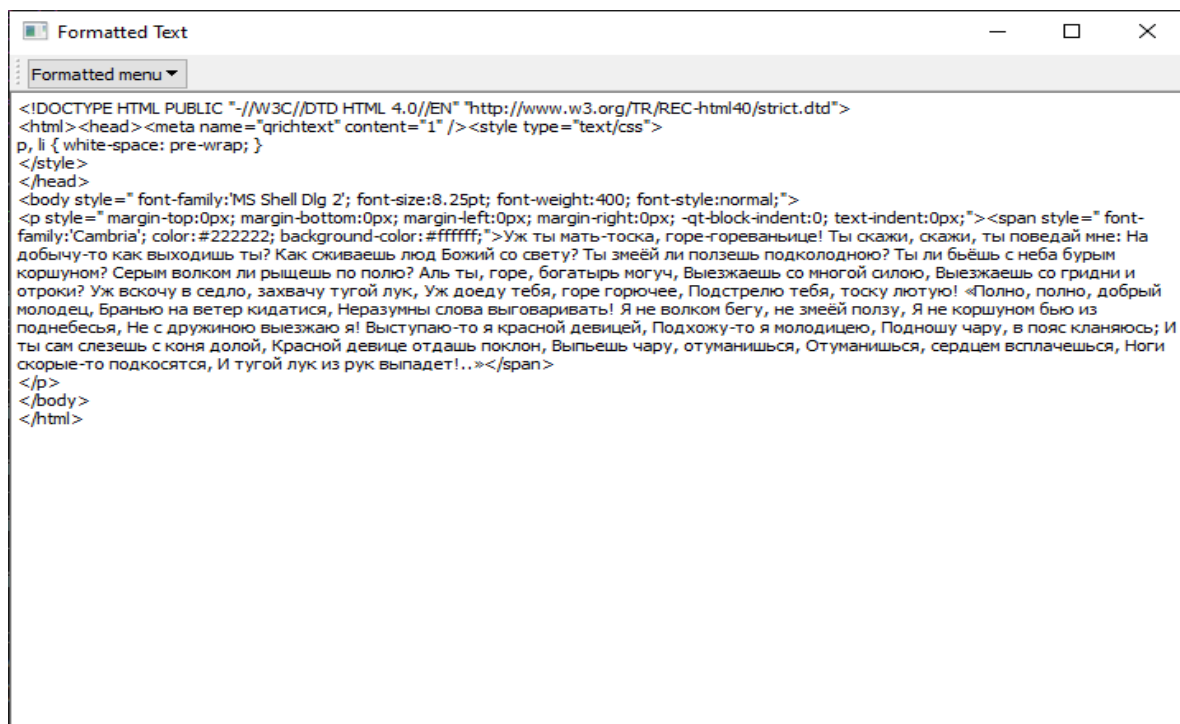 Formatted Text
Formatted menu
<!DOCTYPE HTML PUBLIC "-//W3C//DTD HTML 4.0//EN" "http://www.w3.org/TR/REC-html40/strict.dtd">
<html><head><meta name="qrichtext" content="1" /><style type="text/css">
p, li { white-space: pre-wrap; }
</style>
</head>
<body style=" font-family:'MS Shell Dlg 2'; font-size:8.25pt; font-weight:400; font-style:normal;">
<p style=" margin-top:0px; margin-bottom:0px; margin-left:0px; margin-right:0px; -qt-block-indent:0; text-indent:0px;"><span style=" font-
family:'Cambria'; color:#222222; background-color:#ffffff;">Уж ты мать-тоска, горе-гореваньице! Ты скажи, скажи, ты поведай мне: На
добычу-то как выходишь ты? Как сживаешь люд Божий со свету? Ты змеёй ли ползешь подколодною? Ты ли бьёшь с неба бурым
коршуном? Серым волком ли рыщешь по полю? Аль ты, горе, богатырь могуч, Выезжаешь со многой силою, Выезжаешь со гридни и
отроки? Уж вскочу в седло, захвачу тугой лук, Уж доеду тебя, горе горючее, Подстрелю тебя, тоску лютую! «Полно, полно, добрый
молодец, Бранью на ветер кидатися, Неразумны слова выговаривать! Я не волком бегу, не змеёй ползу, Я не коршуном бью из
поднебесья, Не с дружиною выезжаю я! Выступаю-то я красной девицей, Подхожу-то я молодицею, Подношу чару, в пояс кланяюсь; И
ты сам слезешь с коня долой, Красной девице отдашь поклон, Выпьешь чару, отуманишься, Отуманишься, сердцем всплачешься, Ноги
скорые-то подкосятся, И тугой лук из рук выпадет!..»</span>
</p>
</body>
</html>